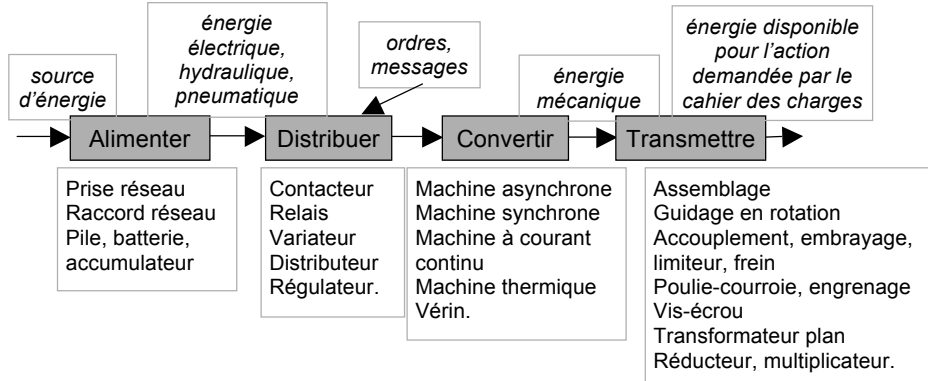 source
d'énergie
énergie
électrique,
hydraulique,
pneumatique
ordres,
messages
énergie
mécanique
énergie disponible
pour l'action
demandée par le
cahier des charges
Alimenter
Distribuer
Convertir
Transmettre
Prise réseau
Raccord réseau
Pile, batterie,
accumulateur
Contacteur
Relais
Variateur
Distributeur
Régulateur.
Machine asynchrone
Machine synchrone
Machine à courant
continu
Machine thermique
Vérin.
Assemblage
Guidage en rotation
Accouplement, embrayage,
limiteur, frein
Poulie-courroie, engrenage
Vis-écrou
Transformateur plan
Réducteur, multiplicateur.